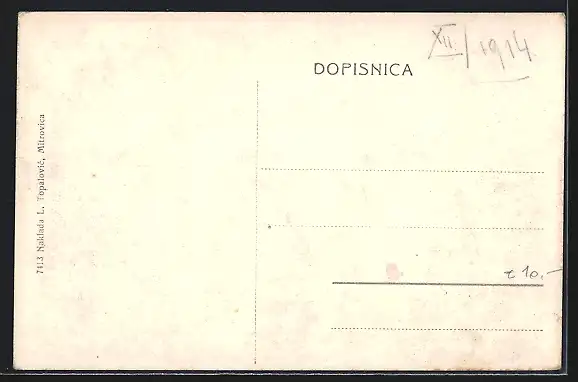 XII/1914
DOPISNICA
7413 Naklada L. Topalović, Mitrovica
10.-